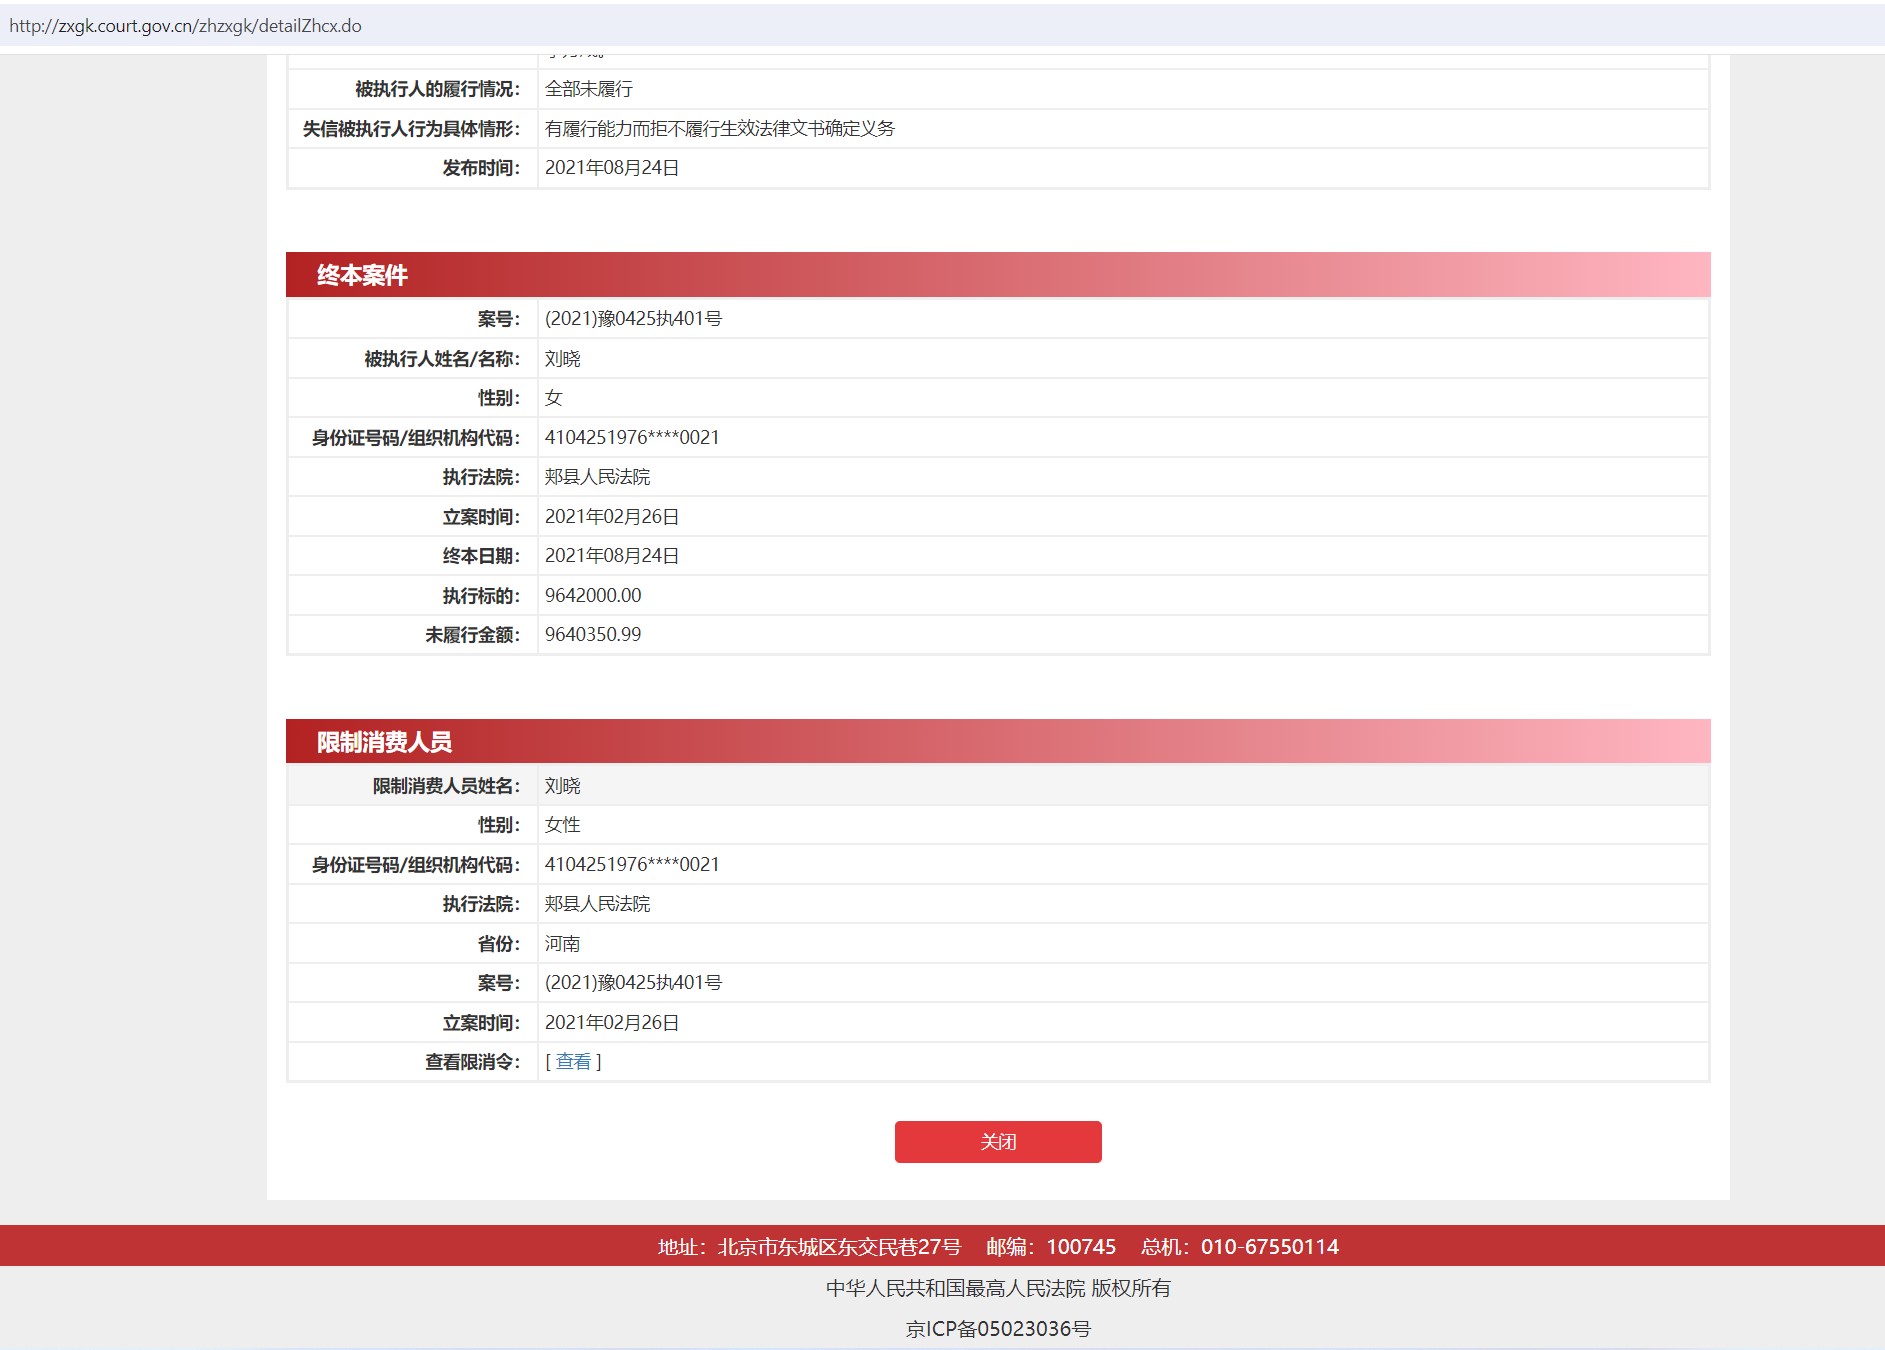 http://zxgk.court.gov.cn/zhzxgk/detailZhcx.do
被执行人的履行情况： 全部未履行
失信被执行人行为具体情形： 有履行能力而拒不履行生效法律文书确定义务
发布时间： 2021年08月24日
终本案件
案号： (2021)豫0425执401号
被执行人姓名/名称： 刘晓
性别： 女
身份证号码/组织机构代码： 4104251976****0021
执行法院： 郏县人民法院
立案时间： 2021年02月26日
终本日期： 2021年08月24日
执行标的： 9642000.00
未履行金额： 9640350.99
限制消费人员
限制消费人员姓名： 刘晓
性别： 女性
身份证号码/组织机构代码： 4104251976****0021
执行法院： 郏县人民法院
省份： 河南
案号： (2021)豫0425执401号
立案时间： 2021年02月26日
查看限消令： [ 查看 ]
关闭
地址：北京市东城区东交民巷27号 邮编：100745 总机：010-67550114
中华人民共和国最高人民法院 版权所有
京ICP备05023036号